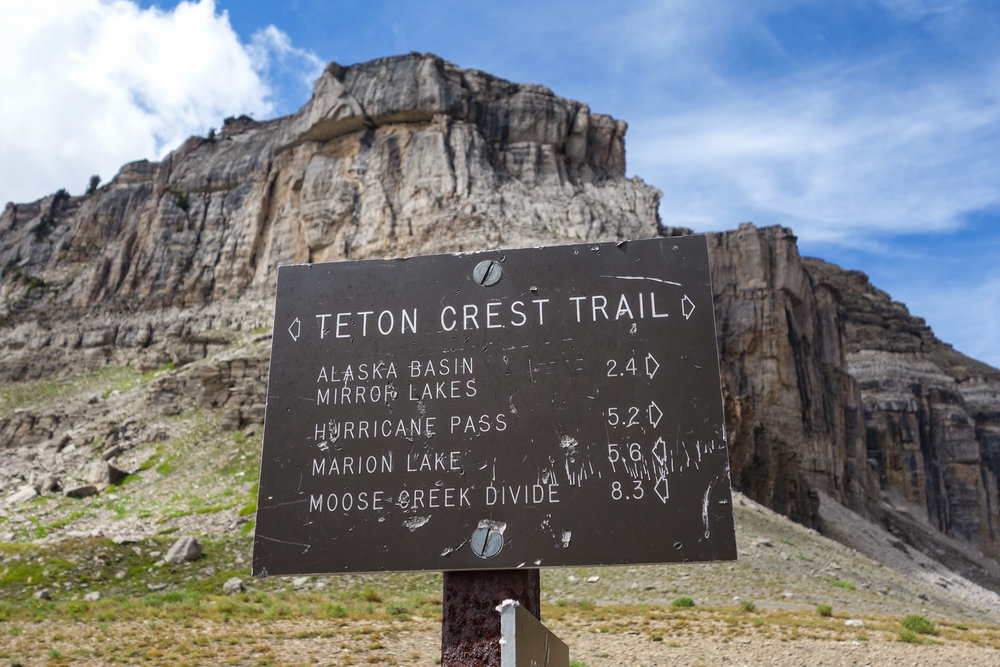 TETON CREST TRAIL
ALASKA BASIN
MIRROR LAKES 2.4
HURRICANE PASS 5.2
MARION LAKE 5.6
MOOSE CREEK DIVIDE 8.3